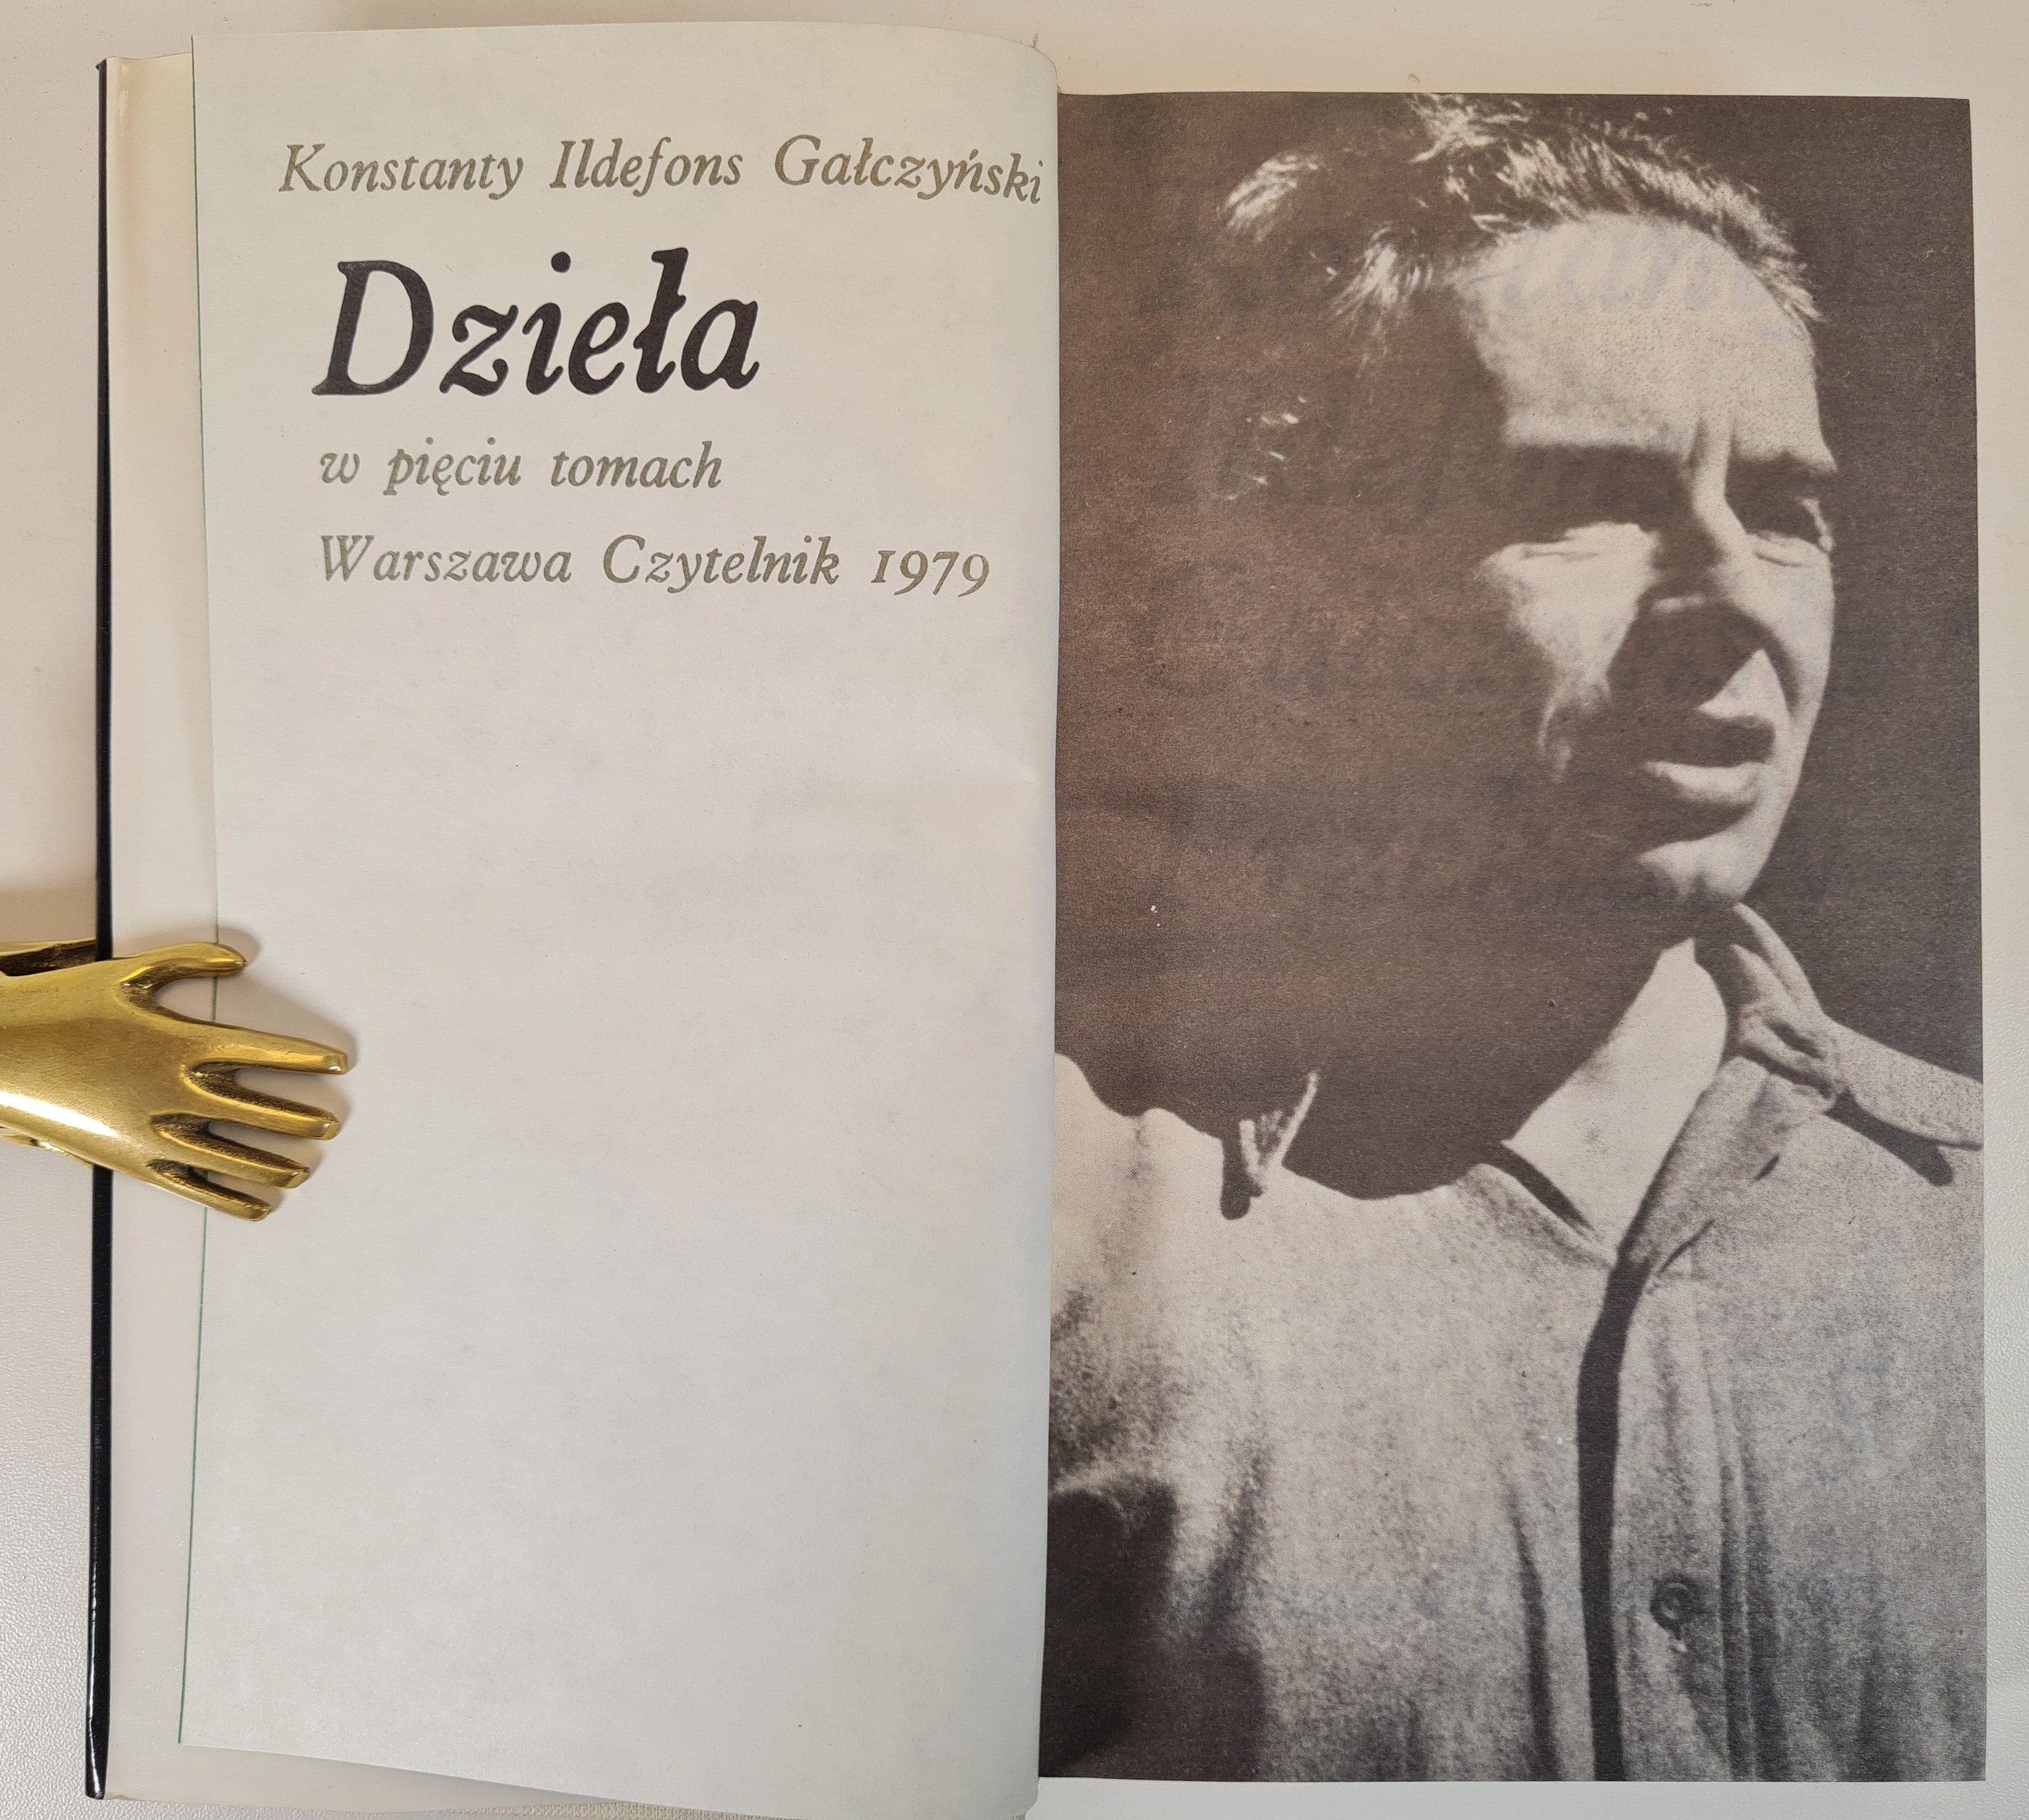 Konstanty Ildefons Gałczyński
Dzieła
w pięciu tomach
Warszawa Czytelnik 1979